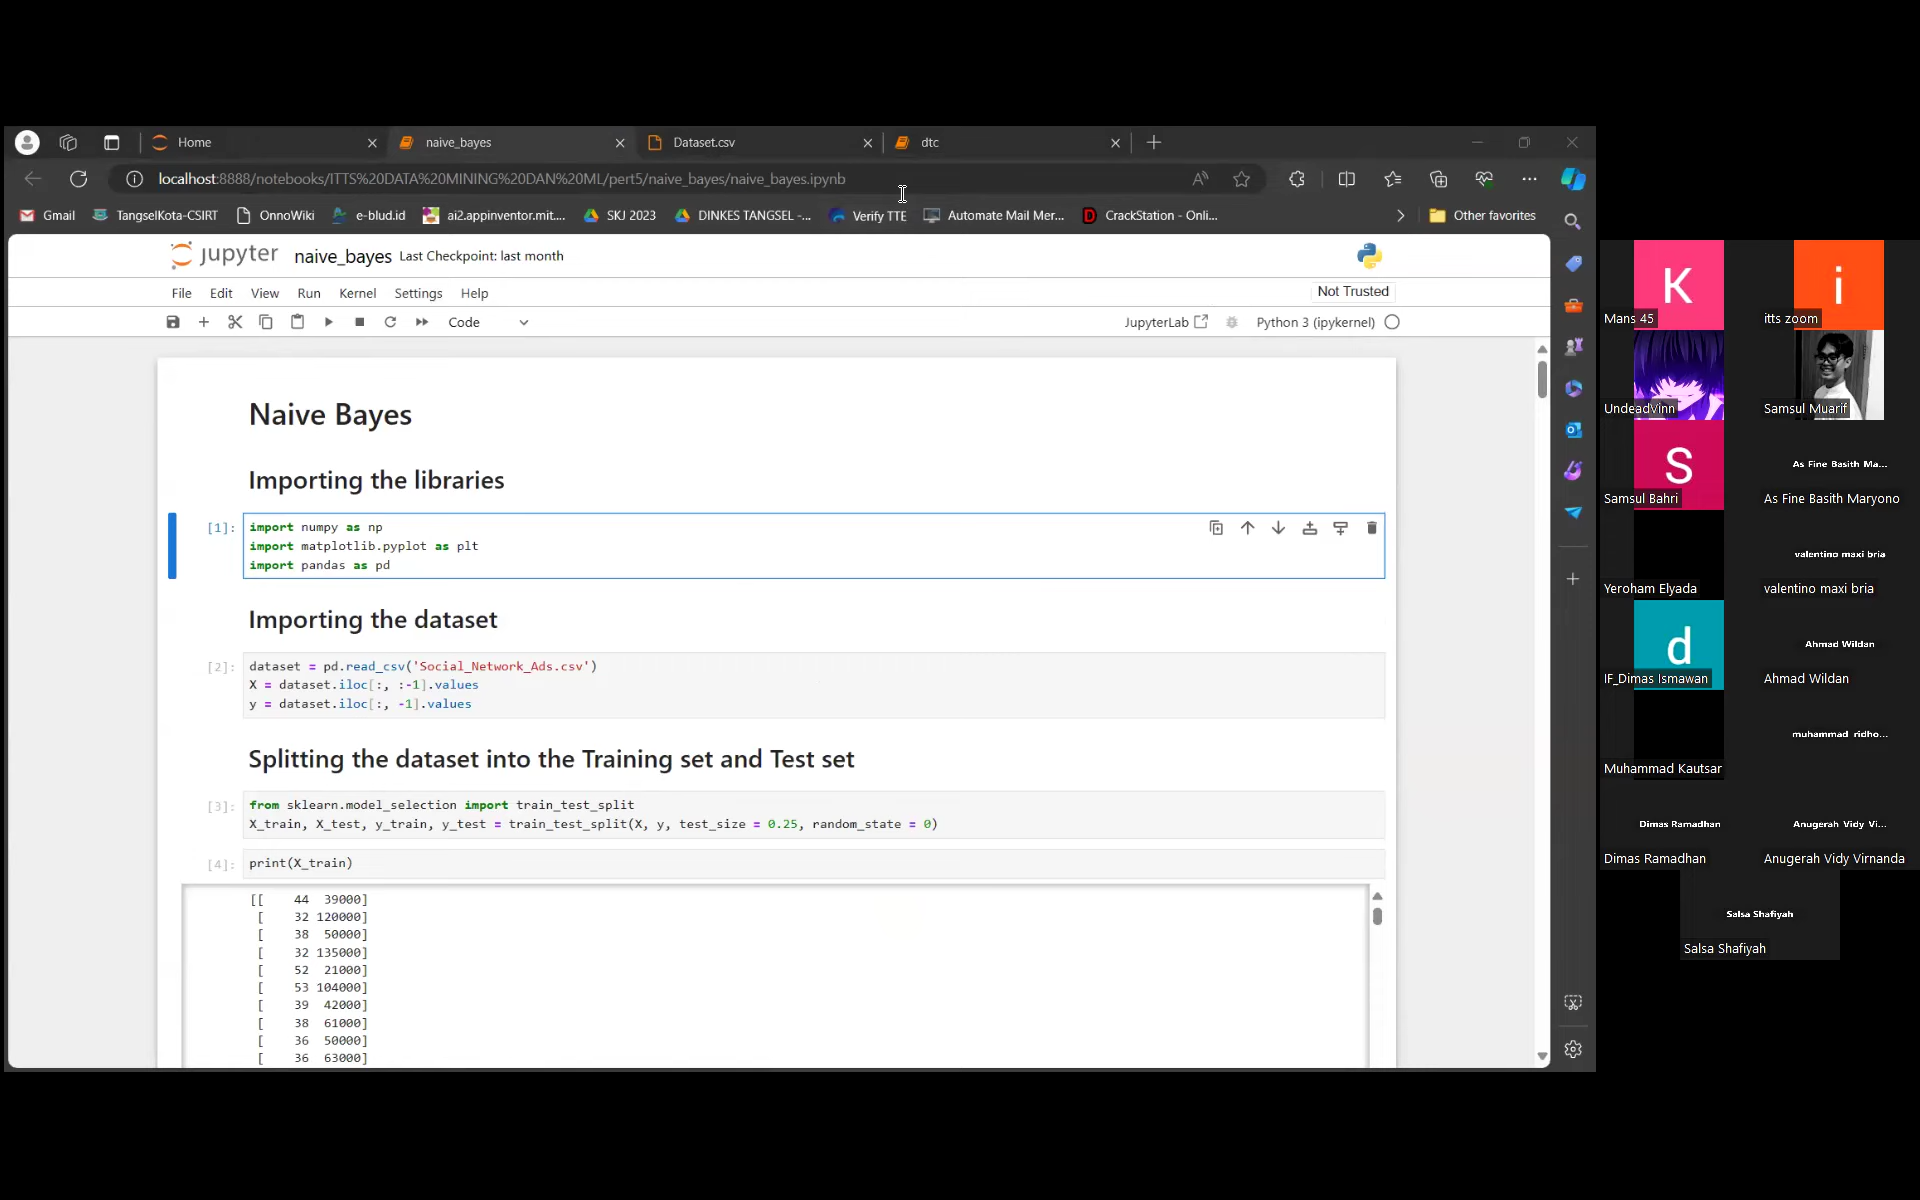 Home
naive_bayes
Dataset.csv
dtc
localhost:8888/notebooks/ITTS%20DATA%20MINING%20DAN%20ML/pert5/naive_bayes/naive_bayes.ipynb
Gmail
TangselKota-CSIRT
OnnoWiki
e-blud.id
ai2.appinventor.mit....
SKJ 2023
DINKES TANGSEL -...
Verify TTE
Automate Mail Mer...
CrackStation - Onli...
Other favorites
jupyter naive_bayes Last Checkpoint: last month
File Edit View Run Kernel Settings Help
Not Trusted
Code
JupyterLab
Python 3 (ipykernel)
Naive Bayes
Importing the libraries
[1]: import numpy as np
import matplotlib.pyplot as plt
import pandas as pd
Importing the dataset
[2]: dataset = pd.read_csv('Social_Network_Ads.csv')
X = dataset.iloc[:, :-1].values
y = dataset.iloc[:, -1].values
Splitting the dataset into the Training set and Test set
[3]: from sklearn.model_selection import train_test_split
X_train, X_test, y_train, y_test = train_test_split(X, y, test_size = 0.25, random_state = 0)
[4]: print(X_train)
[[ 44 39000]
[ 32 120000]
[ 38 50000]
[ 32 135000]
[ 52 21000]
[ 53 104000]
[ 39 42000]
[ 38 61000]
[ 36 50000]
[ 36 63000]
K
Mans 45
i
itts zoom
UndeadVinn
Samsul Muarif
S
Samsul Bahri
As Fine Basith Ma...
As Fine Basith Maryono
Yeroham Elyada
valentino maxi bria
valentino maxi bria
d
IF_Dimas Ismawan
Ahmad Wildan
Ahmad Wildan
Muhammad Kautsar
muhammad ridho...
Dimas Ramadhan
Dimas Ramadhan
Anugerah Vidy Vi...
Anugerah Vidy Virnanda
Salsa Shafiyah
Salsa Shafiyah